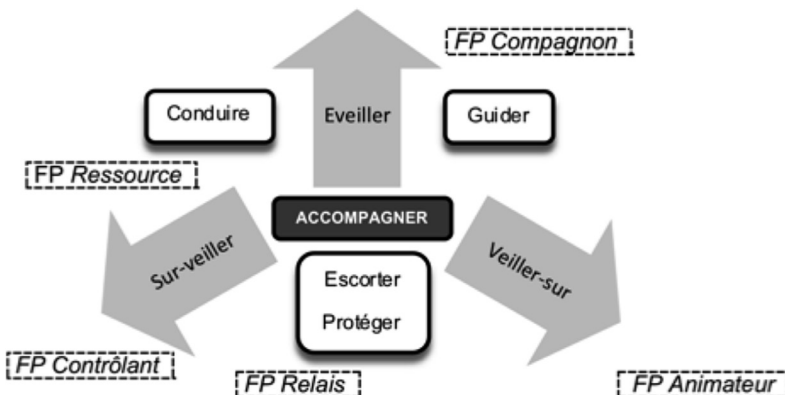 FP Compagnon
Conduire
Eveiller
Guider
FP Ressource
ACCOMPAGNER
Sur-veiller
Veiller-sur
Escorter
Protéger
FP Contrôlant
FP Relais
FP Animateur